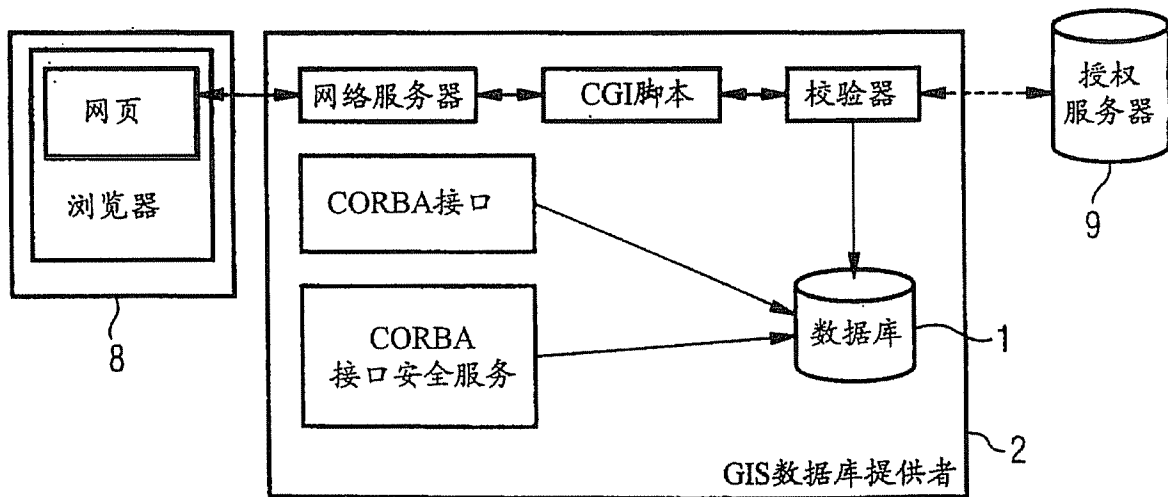 网页
浏览器
8
网络服务器
CGI脚本
校验器
授权
服务器
9
CORBA接口
CORBA
接口安全服务
数据库
1
2
GIS数据库提供者